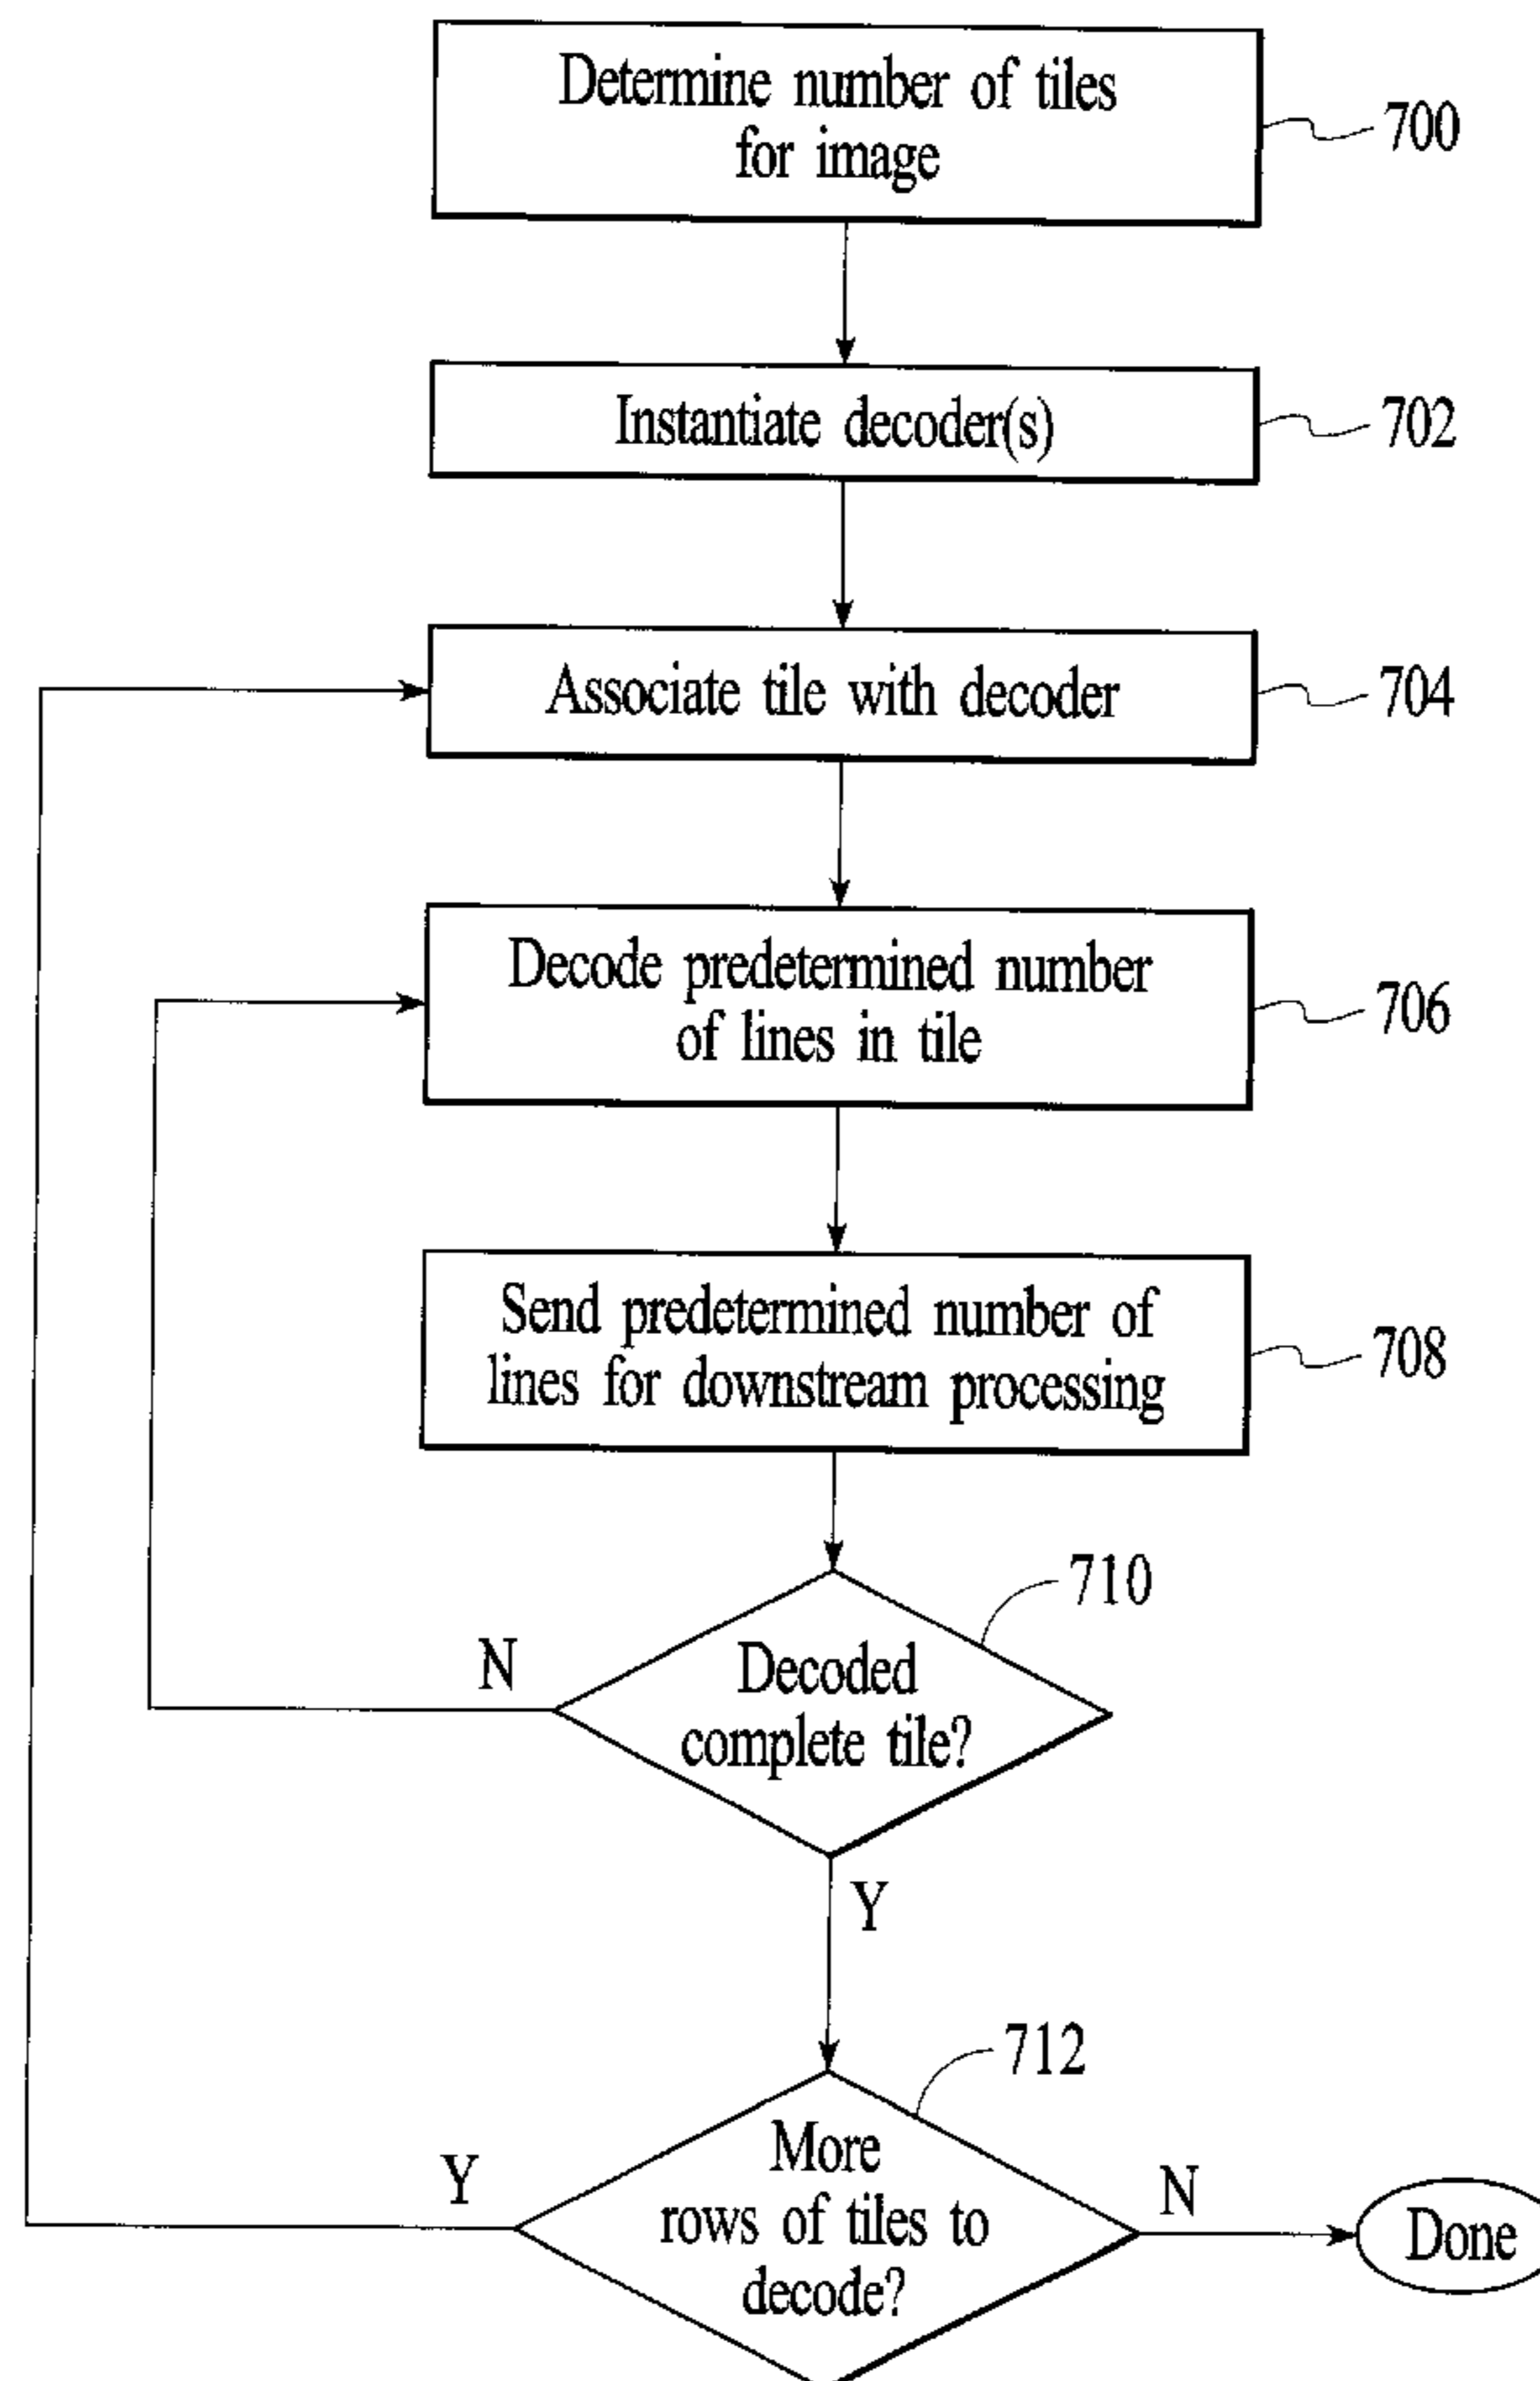 Determine number of tiles
for image
700
Instantiate decoder(s)
702
Associate tile with decoder
704
Decode predetermined number
of lines in tile
706
Send predetermined number of
lines for downstream processing
708
710
Decoded
complete tile?
N
Y
712
More
rows of tiles to
decode?
Y
N
Done